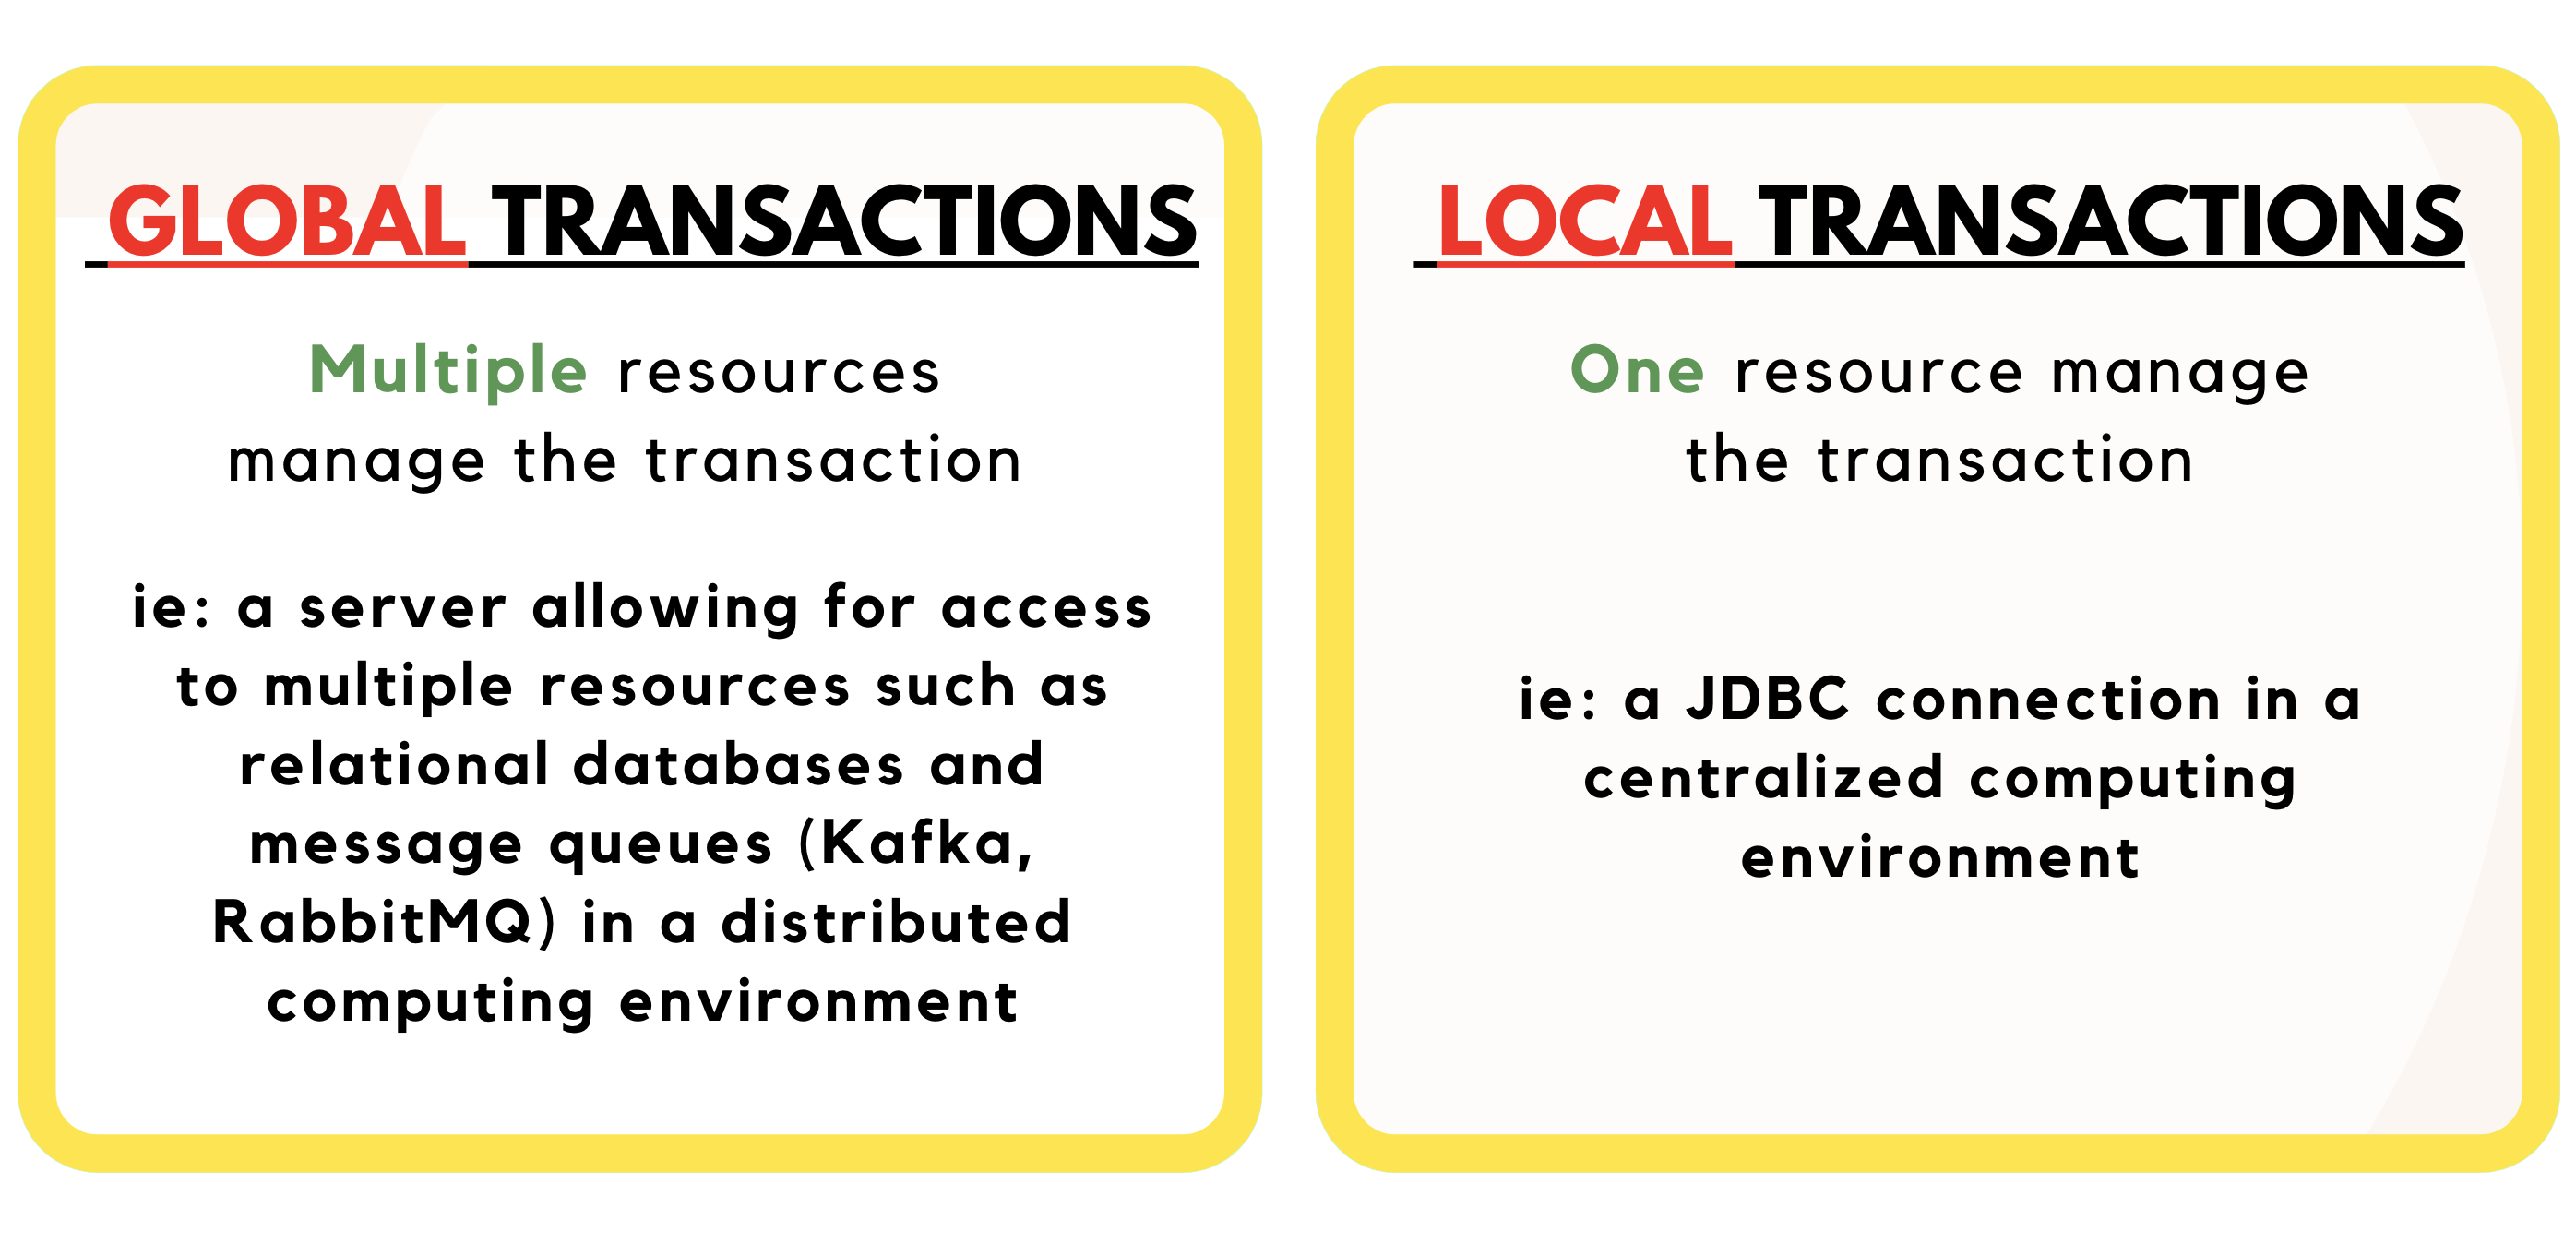 GLOBAL TRANSACTIONS
Multiple resources
manage the transaction
ie: a server allowing for access
to multiple resources such as
relational databases and
message queues (Kafka,
RabbitMQ) in a distributed
computing environment
LOCAL TRANSACTIONS
One resource manage
the transaction
ie: a JDBC connection in a
centralized computing
environment